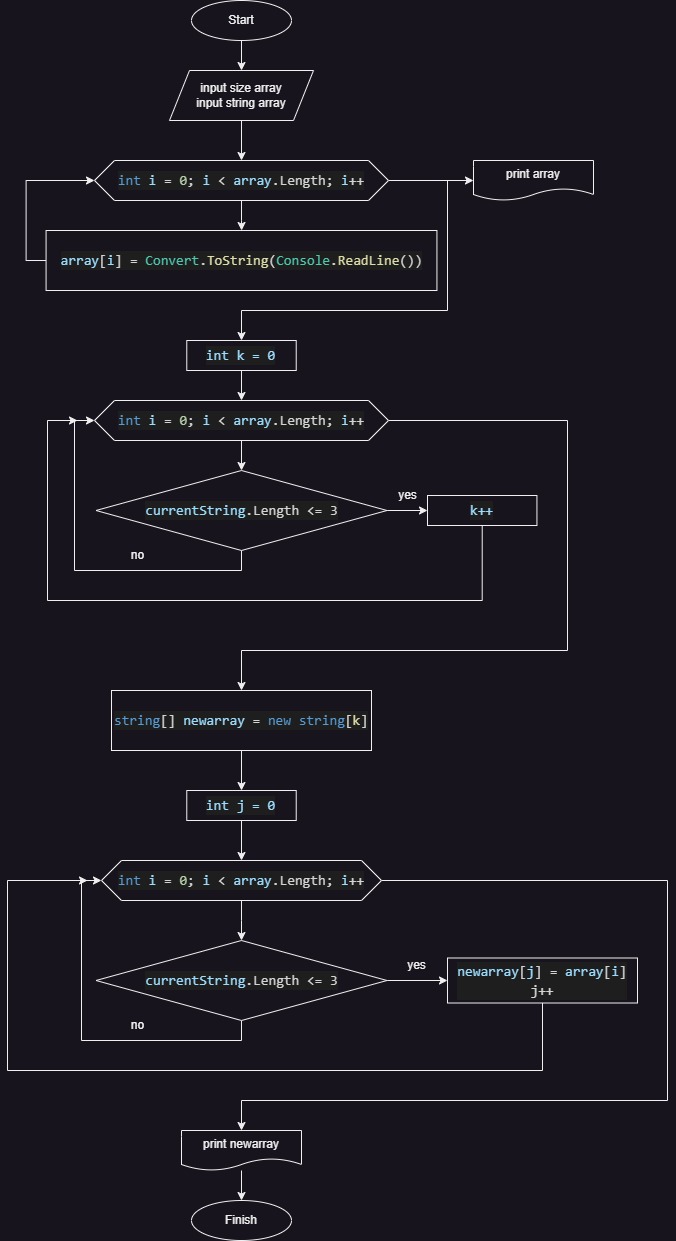 Start
input size array
input string array
int i = 0; i < array.Length; i++
print array
array[i] = Convert.ToString(Console.ReadLine())
int k = 0
int i = 0; i < array.Length; i++
currentString.Length <= 3
yes
k++
no
string[] newarray = new string[k]
int j = 0
int i = 0; i < array.Length; i++
currentString.Length <= 3
yes
newarray[j] = array[i]
j++
no
print newarray
Finish